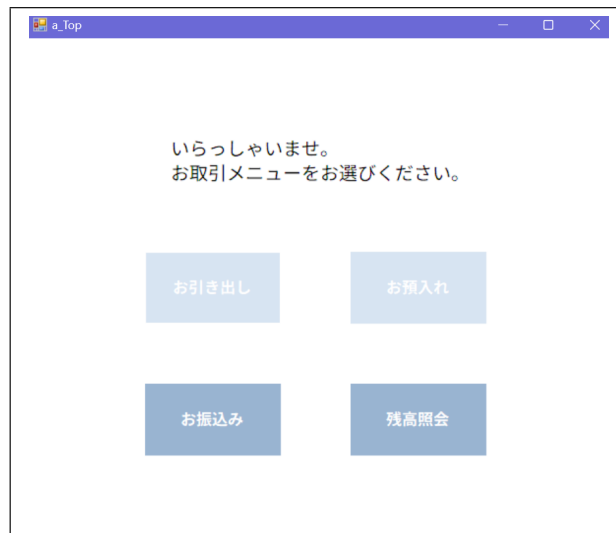 a_Top
いらっしゃいませ。
お取引メニューをお選びください。
お引き出し
お預入れ
お振込み
残高照会